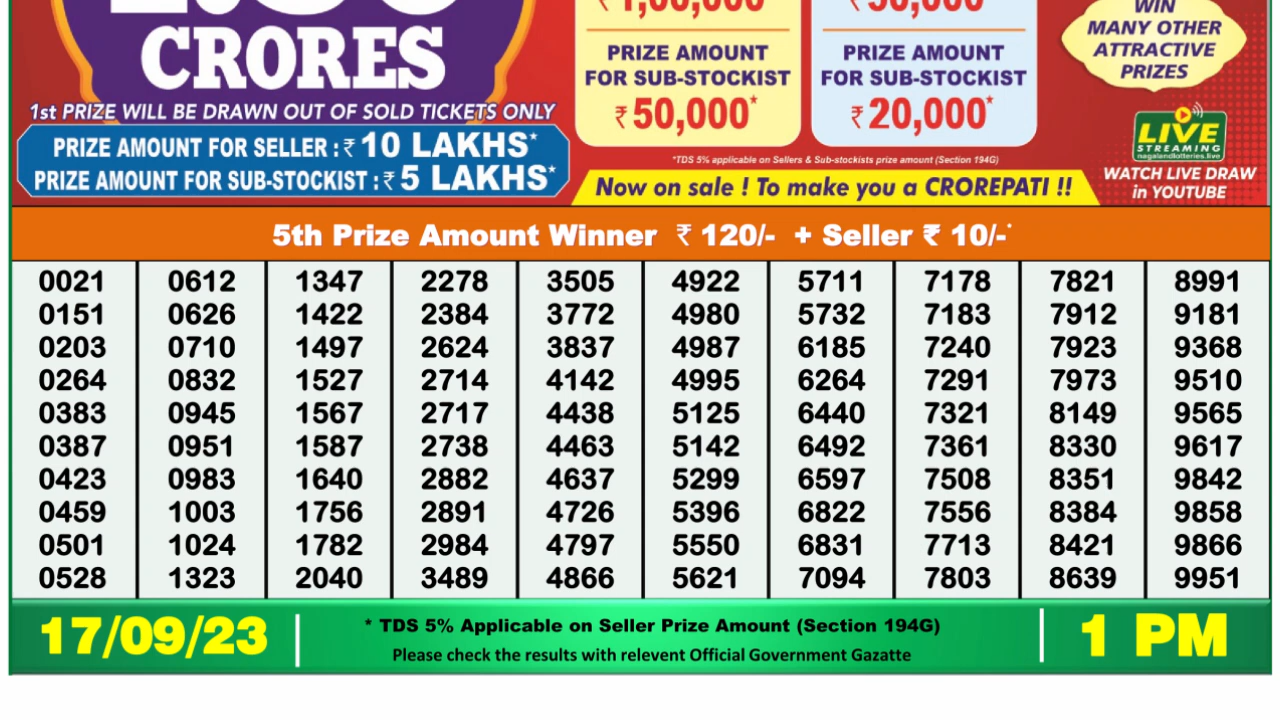 CRORES
1st PRIZE WILL BE DRAWN OUT OF SOLD TICKETS ONLY
PRIZE AMOUNT FOR SELLER : ₹ 10 LAKHS*
PRIZE AMOUNT FOR SUB-STOCKIST : ₹ 5 LAKHS*
PRIZE AMOUNT
FOR SUB-STOCKIST
₹ 50,000*
PRIZE AMOUNT
FOR SUB-STOCKIST
₹ 20,000*
*TDS 5% applicable on Sellers & Sub-stockists prize amount (Section 194G)
Now on sale ! To make you a CROREPATI !!
WIN
MANY OTHER
ATTRACTIVE
PRIZES
LIVE
STREAMING
nagalandlotteries.live
WATCH LIVE DRAW
in YOUTUBE
5th Prize Amount Winner ₹ 120/- + Seller ₹ 10/-*
0021 0612 1347 2278 3505 4922 5711 7178 7821 8991
0151 0626 1422 2384 3772 4980 5732 7183 7912 9181
0203 0710 1497 2624 3837 4987 6185 7240 7923 9368
0264 0832 1527 2714 4142 4995 6264 7291 7973 9510
0383 0945 1567 2717 4438 5125 6440 7321 8149 9565
0387 0951 1587 2738 4463 5142 6492 7361 8330 9617
0423 0983 1640 2882 4637 5299 6597 7508 8351 9842
0459 1003 1756 2891 4726 5396 6822 7556 8384 9858
0501 1024 1782 2984 4797 5550 6831 7713 8421 9866
0528 1323 2040 3489 4866 5621 7094 7803 8639 9951
17/09/23
* TDS 5% Applicable on Seller Prize Amount (Section 194G)
Please check the results with relevent Official Government Gazatte
1 PM